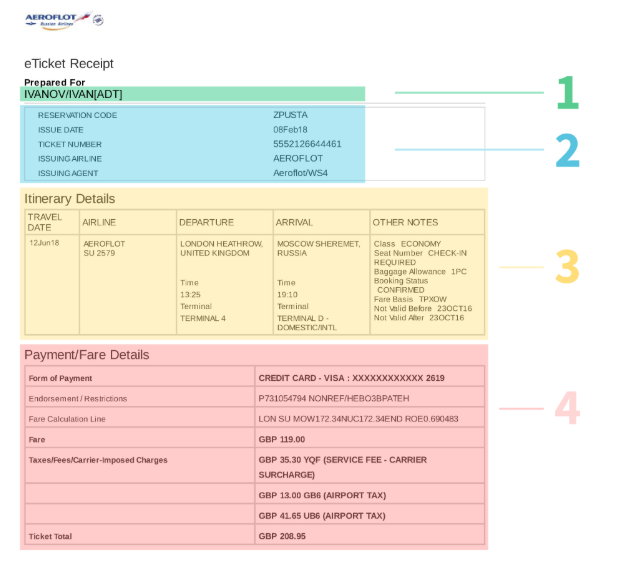 AEROFLOT
Russian Airlines
eTicket Receipt
Prepared For
IVANOV/IVAN[ADT]
1
RESERVATION CODE ZPUSTA
ISSUE DATE 08Feb18
TICKET NUMBER 5552126644461
ISSUING AIRLINE AEROFLOT
ISSUING AGENT Aeroflot/WS4
2
Itinerary Details
TRAVEL DATE AIRLINE DEPARTURE ARRIVAL OTHER NOTES
12Jun18
AEROFLOT
SU 2579
LONDON HEATHROW,
UNITED KINGDOM
Time
13:25
Terminal
TERMINAL 4
MOSCOW SHEREMET,
RUSSIA
Time
19:10
Terminal
TERMINAL D -
DOMESTIC/INTL
Class ECONOMY
Seat Number CHECK-IN
REQUIRED
Baggage Allowance 1PC
Booking Status
CONFIRMED
Fare Basis TPXOW
Not Valid Before 23OCT16
Not Valid Alter 23OCT16
3
Payment/Fare Details
Form of Payment CREDIT CARD - VISA : XXXXXXXXXXXX 2619
Endorsement / Restrictions P731054794 NONREF/HEBO3BPATEH
Fare Calculation Line LON SU MOW172.34NUC172.34END ROE0.690483
Fare GBP 119.00
Taxes/Fees/Carrier-Imposed Charges GBP 35.30 YQF (SERVICE FEE - CARRIER
SURCHARGE)
GBP 13.00 GB6 (AIRPORT TAX)
GBP 41.65 UB6 (AIRPORT TAX)
Ticket Total GBP 208.95
4